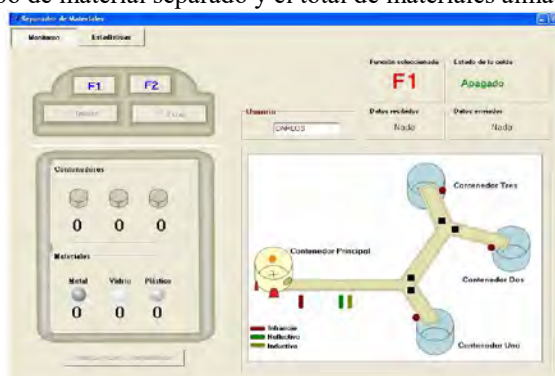 po de material separado y el total de materiales
Separador de Materiales
Monitoreo Estadísticas
Función seleccionada Estado de la celda
F1 F2
F1 Apagado
Usuario Datos recibidos Datos enviados
CARLOS Nada Nada
Contenedores
0 0 0
Materiales
Metal Vidrio Plástico
0 0 0
Contenedor Tres
Contenedor Principal
Contenedor Dos
Contenedor Uno
Infrarrojo
Reflectivo
Inductivo